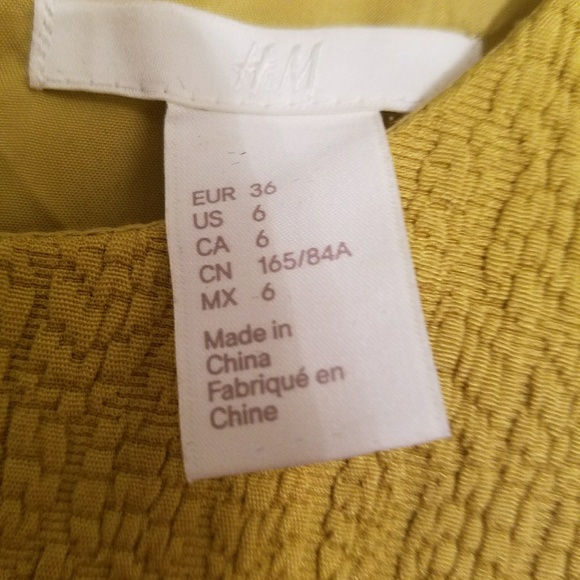 H&M
EUR 36
US 6
CA 6
CN 165/84A
MX 6
Made in
China
Fabriqué en
Chine